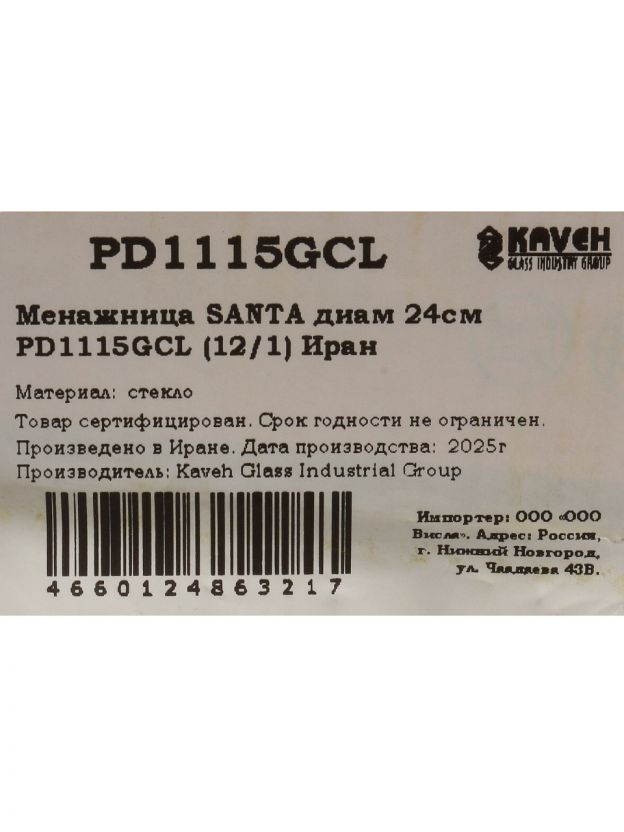 PD1115GCL
KAVEH
GLASS INDUSTRY GROUP
Менажница SANTA диам 24см
PD1115GCL (12/1) Иран
Материал: стекло
Товар сертифицирован. Срок годности не ограничен.
Произведено в Иране. Дата производства: 2025г
Производитель: Kaveh Glass Industrial Group
Импортер: ООО «ООО
Висла». Адрес: Россия,
г. Нижний Новгород,
ул. Чаадаева 43В.
4660124863217